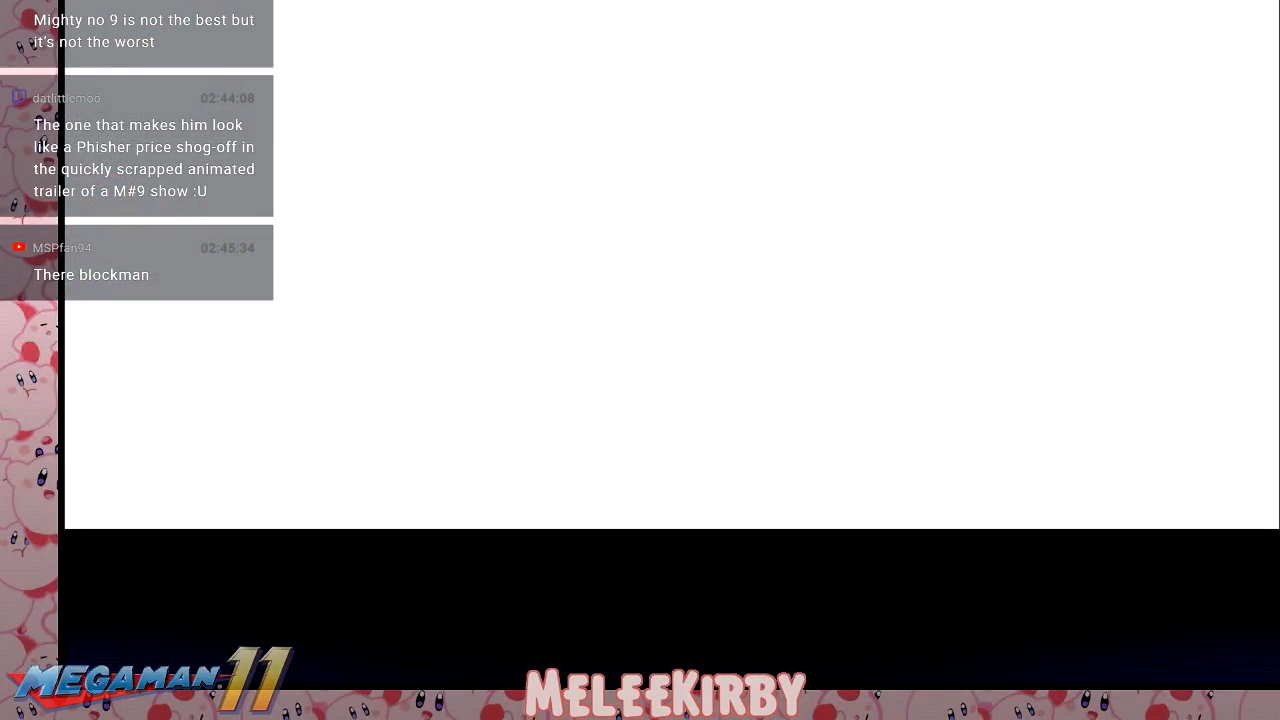 Mighty no 9 is not the best but
it's not the worst
datlittlemoo 02:44:08
The one that makes him look
like a Phisher price shog-off in
the quickly scrapped animated
trailer of a M#9 show :U
MSPfan94 02:45:34
There blockman
MEGAMAN 11
MELEEKIRBY